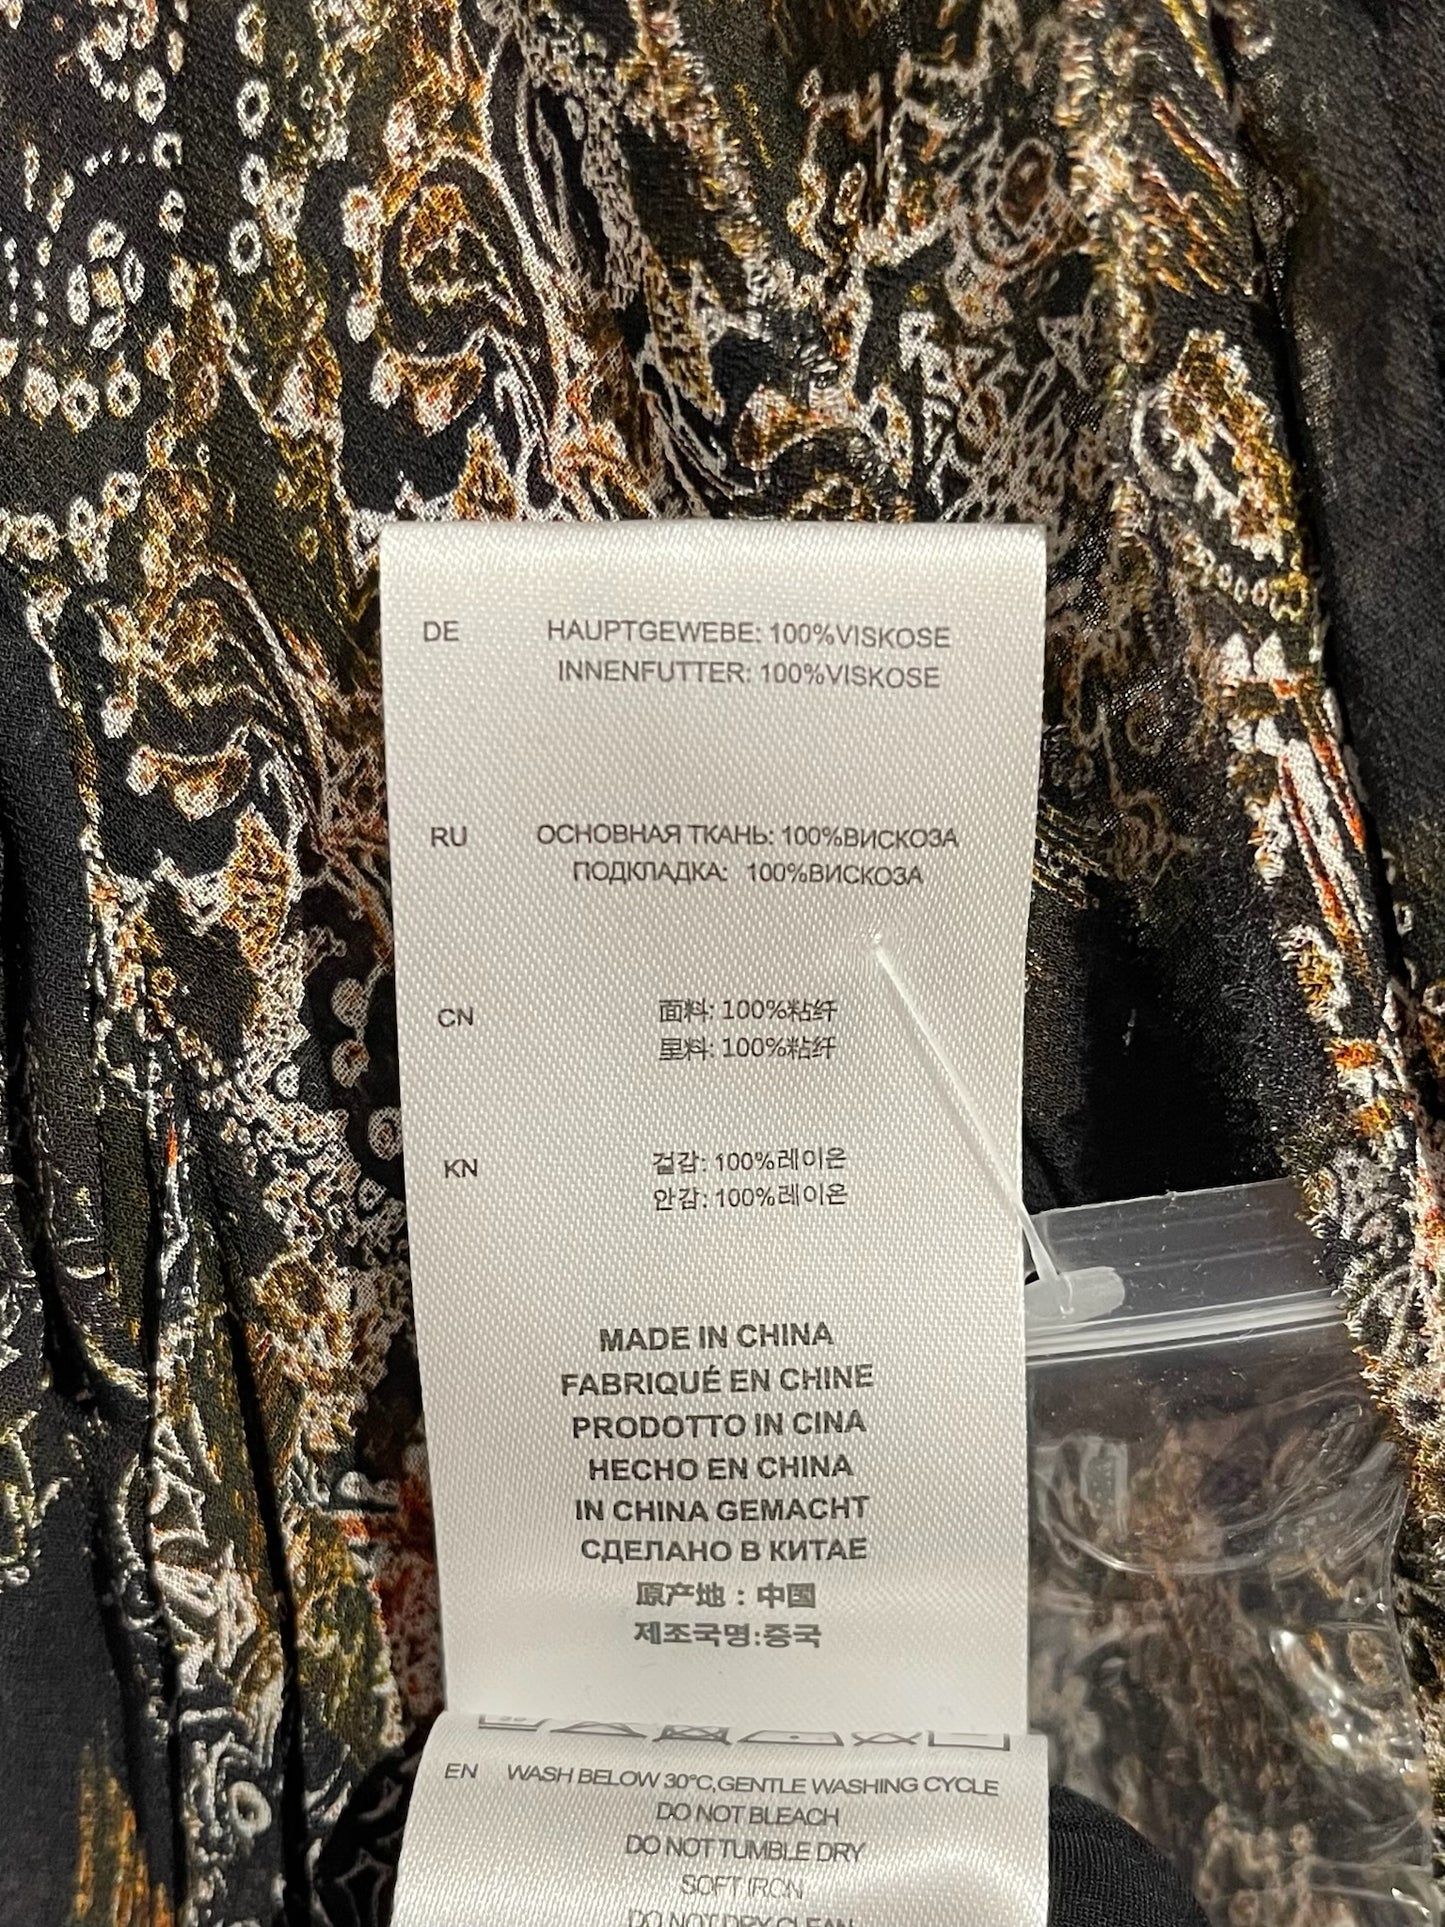 DE HAUPTGEWEBE: 100%VISKOSE
INNENFUTTER: 100%VISKOSE
RU ОСНОВНАЯ ТКАНЬ: 100%ВИСКОЗА
ПОДКЛАДКА: 100%ВИСКОЗА
CN 面料: 100%粘纤
里料: 100%粘纤
KN 겉감: 100%레이온
안감: 100%레이온
MADE IN CHINA
FABRIQUÉ EN CHINE
PRODOTTO IN CINA
HECHO EN CHINA
IN CHINA GEMACHT
СДЕЛАНО В КИТАЕ
原产地：中国
제조국명:중국
EN WASH BELOW 30°C,GENTLE WASHING CYCLE
DO NOT BLEACH
DO NOT TUMBLE DRY
SOFT IRON
DO NOT DRY CLEAN